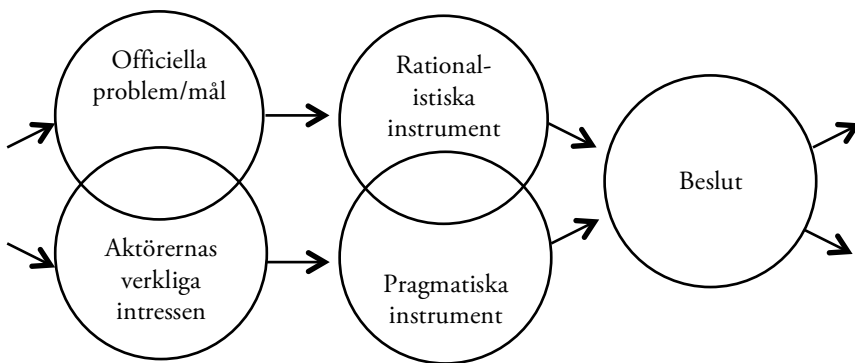 Officiella
problem/mål
Aktörernas
verkliga
intressen
Rational-
istiska
instrument
Pragmatiska
instrument
Beslut